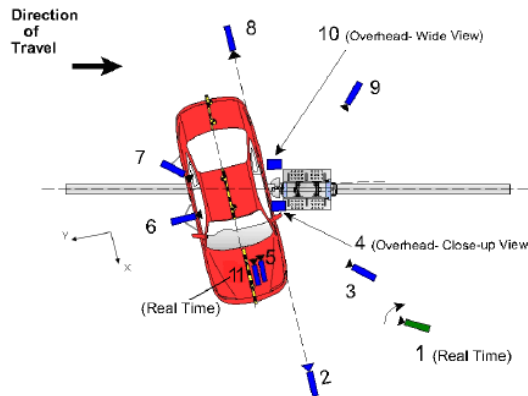 Direction
of
Travel
8
10 (Overhead- Wide View)
9
7
6
Y
X
4 (Overhead- Close-up View)
5
11
3
(Real Time)
1 (Real Time)
2